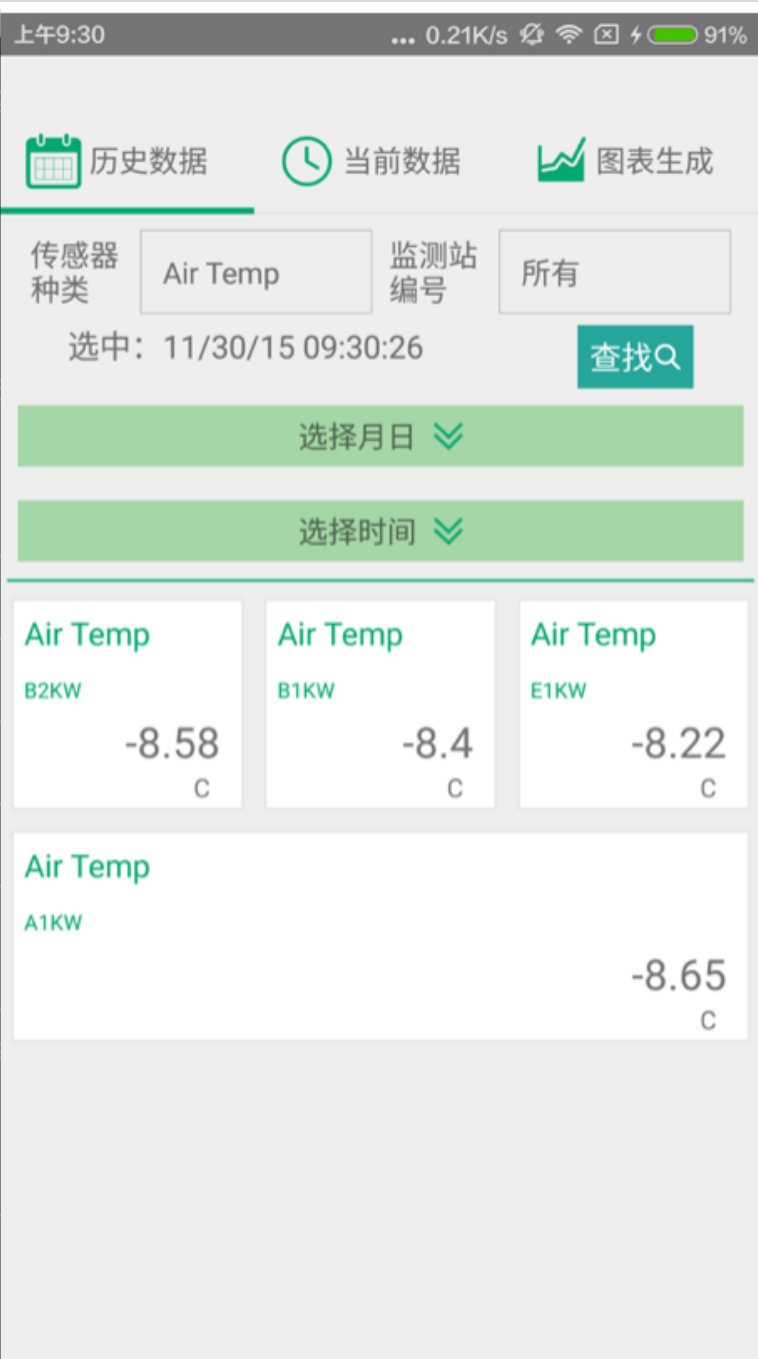 上午9:30 ... 0.21K/s 91%
历史数据 当前数据 图表生成
传感器种类 Air Temp 监测站编号 所有
选中：11/30/15 09:30:26 查找
选择月日
选择时间
Air Temp Air Temp Air Temp
B2KW B1KW E1KW
-8.58 -8.4 -8.22
C C C
Air Temp
A1KW
-8.65
C